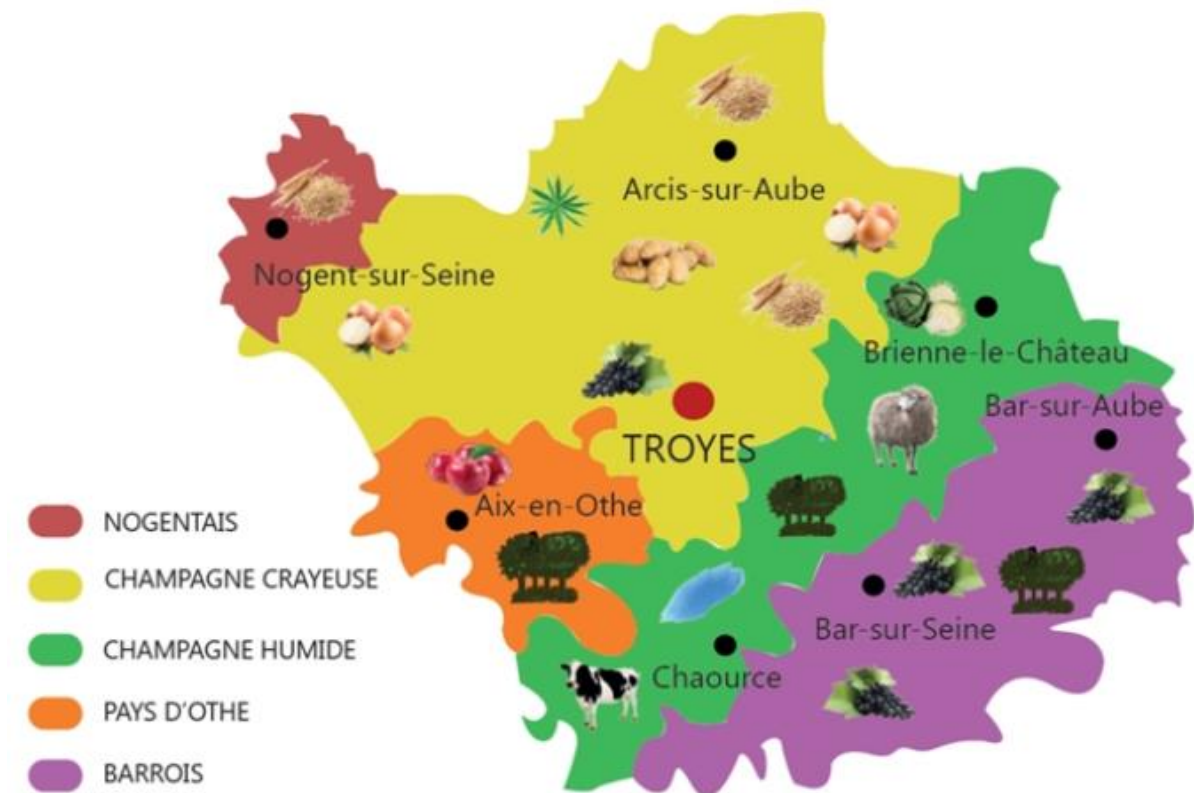 Arcis-sur-Aube
Nogent-sur-Seine
Brienne-le-Château
Bar-sur-Aube
TROYES
Aix-en-Othe
Bar-sur-Seine
Chaource
NOGENTAIS
CHAMPAGNE CRAYEUSE
CHAMPAGNE HUMIDE
PAYS D'OTHE
BARROIS